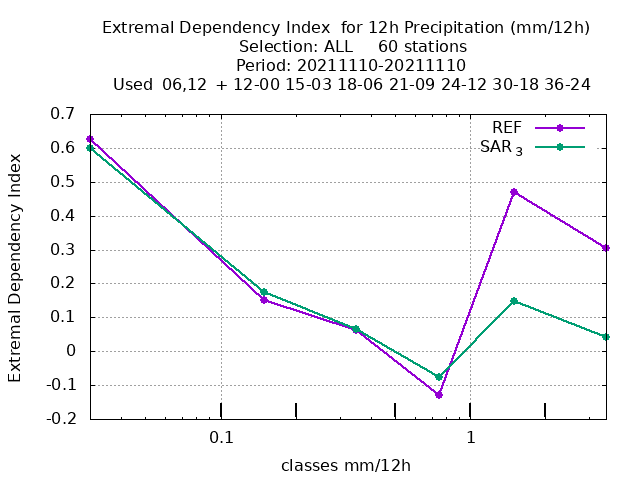 Extremal Dependency Index  for 12h Precipitation (mm/12h)
Selection: ALL     60 stations
Period: 20211110-20211110
Used  06,12  + 12-00 15-03 18-06 21-09 24-12 30-18 36-24
0.7
REF
SAR 3
0.6
0.5
0.4
0.3
0.2
0.1
0
-0.1
-0.2
Extremal Dependency Index
0.1 1
classes mm/12h